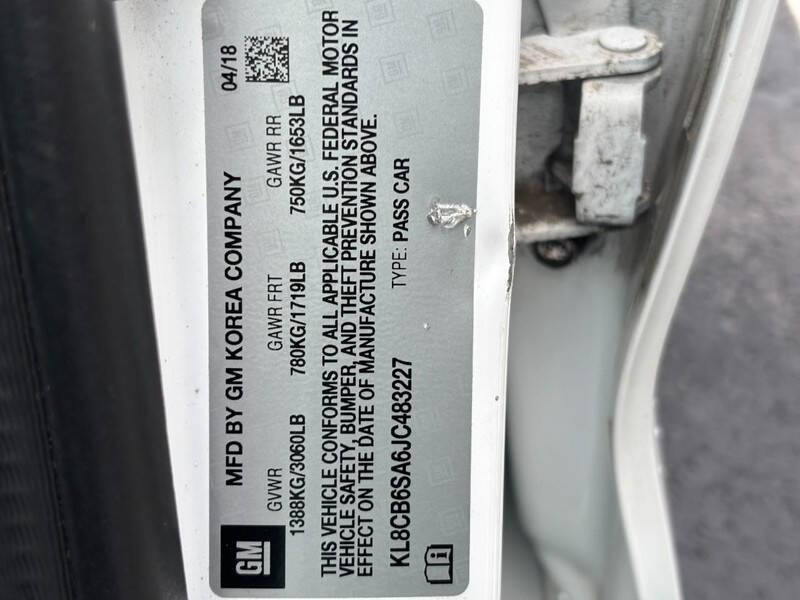 GM
MFD BY GM KOREA COMPANY 04/18
GVWR GAWR FRT GAWR RR
1388KG/3060LB 780KG/1719LB 750KG/1653LB
THIS VEHICLE CONFORMS TO ALL APPLICABLE U.S. FEDERAL MOTOR
VEHICLE SAFETY, BUMPER, AND THEFT PREVENTION STANDARDS IN
EFFECT ON THE DATE OF MANUFACTURE SHOWN ABOVE.
KL8CB6SA6JC483227 TYPE: PASS CAR